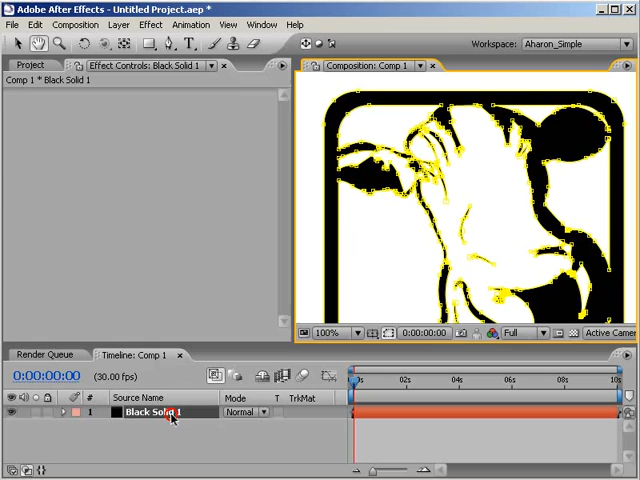 Adobe After Effects - Untitled Project.aep *
File Edit Composition Layer Effect Animation View Window Help
Workspace: Aharon_Simple
Project Effect Controls: Black Solid 1 Composition: Comp 1
Comp 1 * Black Solid 1
100% 0:00:00:00 Full Active Camer
Render Queue Timeline: Comp 1
0:00:00:00 (30.00 fps)
# Source Name Mode T TrkMat
02s 04s 06s 08s 10s
1 Black Solid 1 Normal